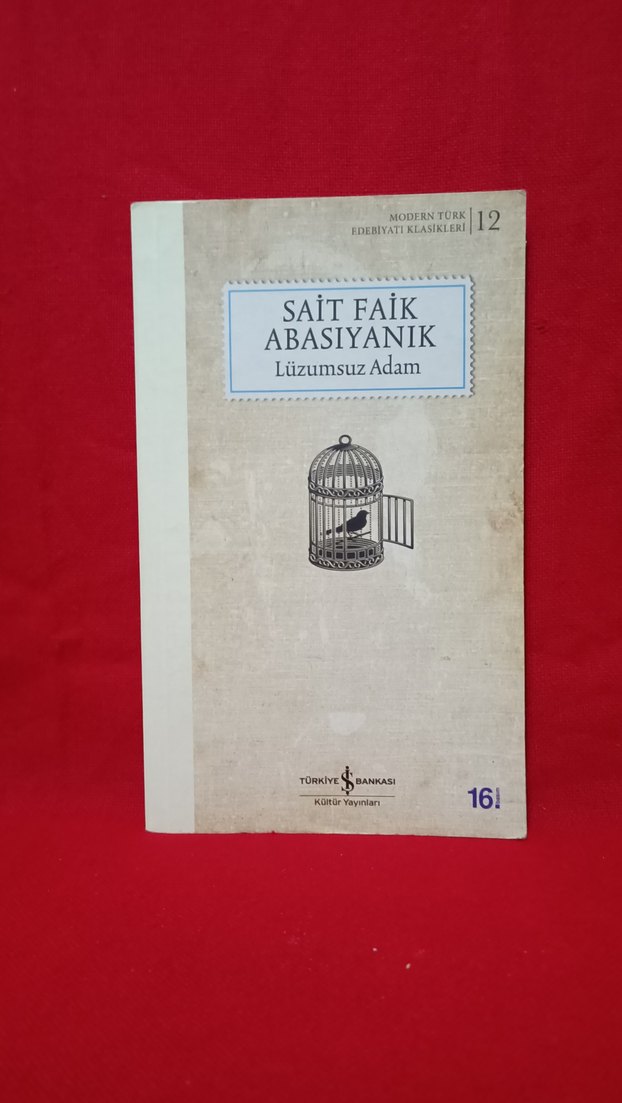 MODERN TÜRK
EDEBİYATI KLASİKLERİ
12
SAİT FAİK
ABASIYANIK
Lüzumsuz Adam
TÜRKİYE İŞ BANKASI
Kültür Yayınları
16